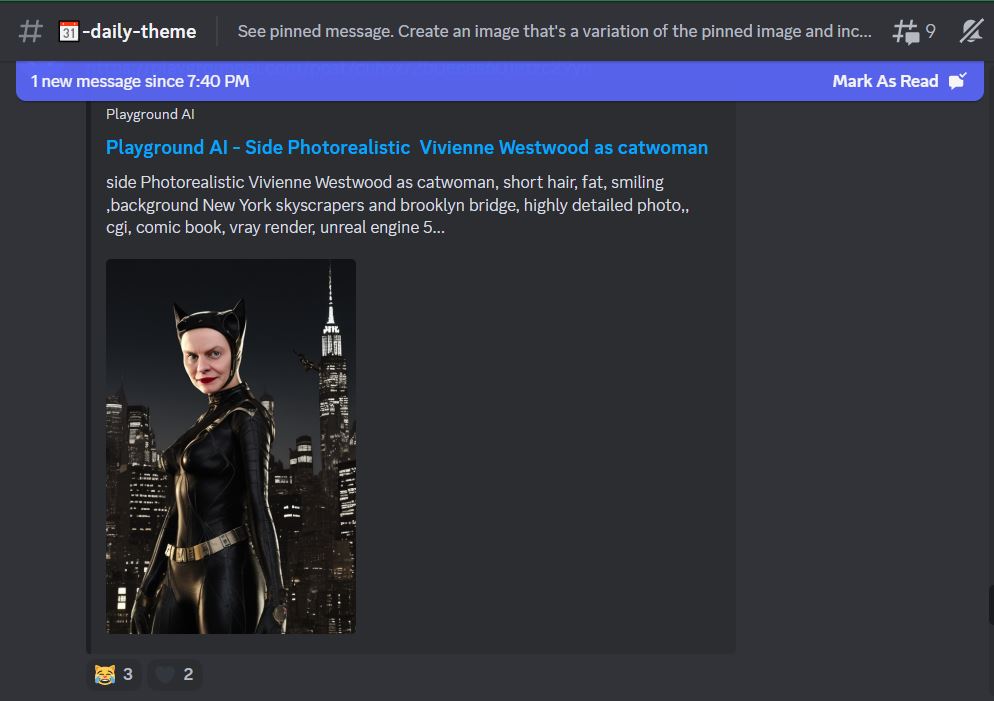 -daily-theme
See pinned message. Create an image that's a variation of the pinned image and inc...
9
1 new message since 7:40 PM
Mark As Read
Playground AI
Playground AI - Side Photorealistic Vivienne Westwood as catwoman
side Photorealistic Vivienne Westwood as catwoman, short hair, fat, smiling
,background New York skyscrapers and brooklyn bridge, highly detailed photo,,
cgi, comic book, vray render, unreal engine 5...
3
2